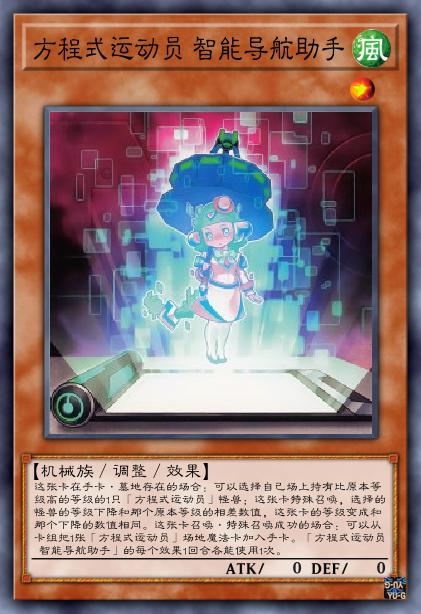 方程式运动员 智能导航助手
風
【机械族／调整／效果】
这张卡在手卡·墓地存在的场合，可以选择自己场上持有比原本等
级高的等级的1只「方程式运动员」怪兽；这张卡特殊召唤，选择的
怪兽的等级下降和那个原本等级的相差数值，这张卡的等级变成和
那个下降的数值相同。这张卡召唤·特殊召唤成功的场合：可以从
卡组把1张「方程式运动员」场地魔法卡加入手卡。「方程式运动员
智能导航助手」的每个效果1回合各能使用1次。
ATK/ 0 DEF/ 0